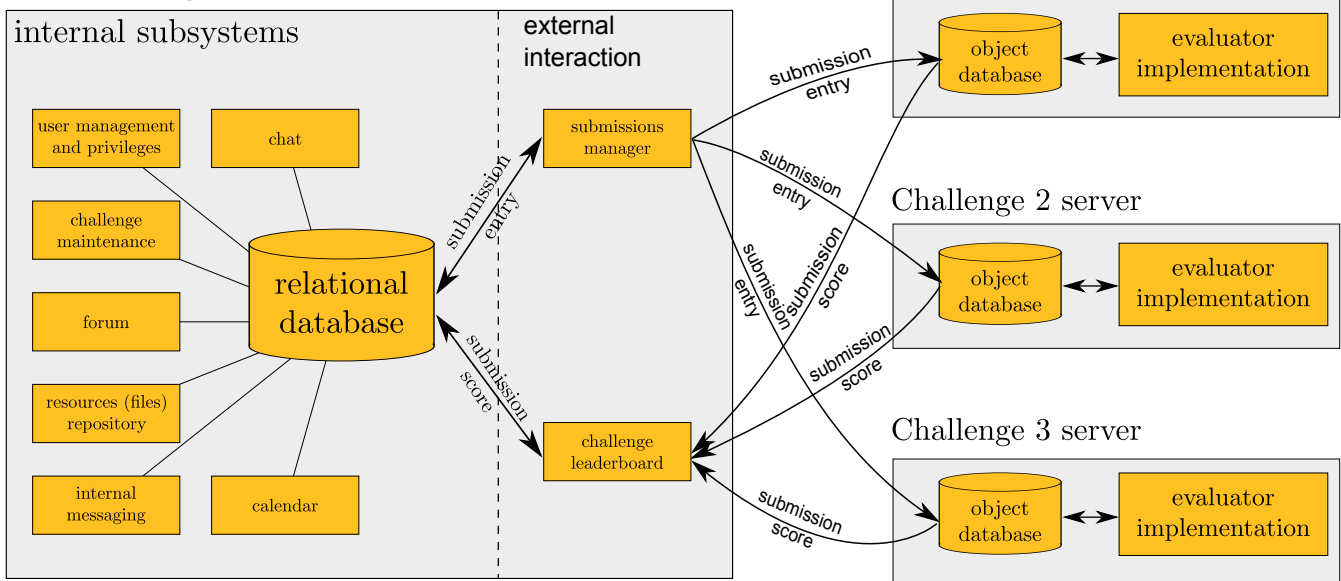 internal subsystems
external
interaction
user management
and privileges
chat
challenge
maintenance
forum
resources (files)
repository
internal
messaging
calendar
relational
database
submission
entry
submission
score
submissions
manager
challenge
leaderboard
submission
entry
submission
entry
submission
entry
submission
score
submission
score
submission
score
object
database
evaluator
implementation
Challenge 2 server
object
database
evaluator
implementation
Challenge 3 server
object
database
evaluator
implementation